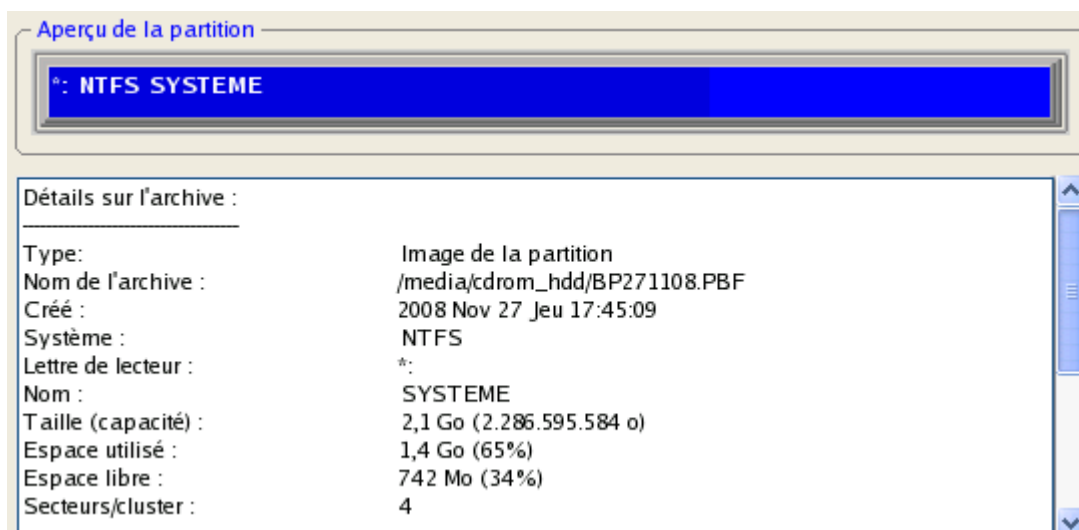 Aperçu de la partition
*: NTFS SYSTEME
Détails sur l'archive :
------------------------------------
Type: Image de la partition
Nom de l'archive : /media/cdrom_hdd/BP271108.PBF
Créé : 2008 Nov 27 Jeu 17:45:09
Système : NTFS
Lettre de lecteur : *:
Nom : SYSTEME
Taille (capacité) : 2,1 Go (2.286.595.584 o)
Espace utilisé : 1,4 Go (65%)
Espace libre : 742 Mo (34%)
Secteurs/cluster : 4